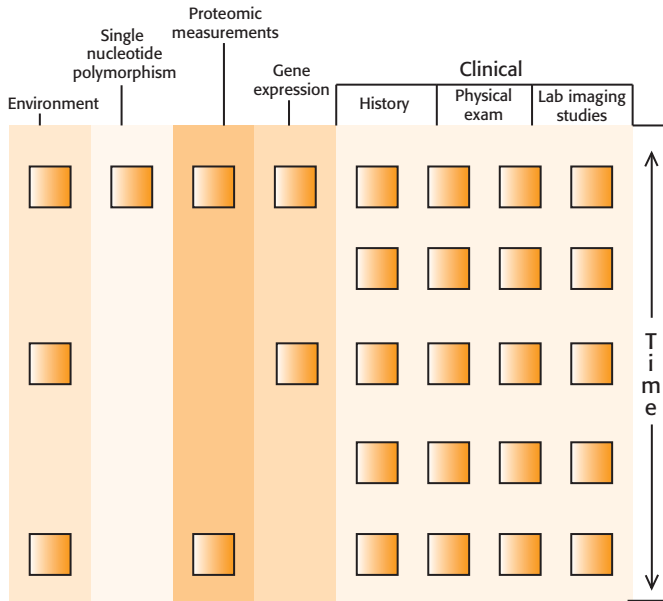 Environment
Single
nucleotide
polymorphism
Proteomic
measurements
Gene
expression
Clinical
History
Physical
exam
Lab imaging
studies
T
i
m
e